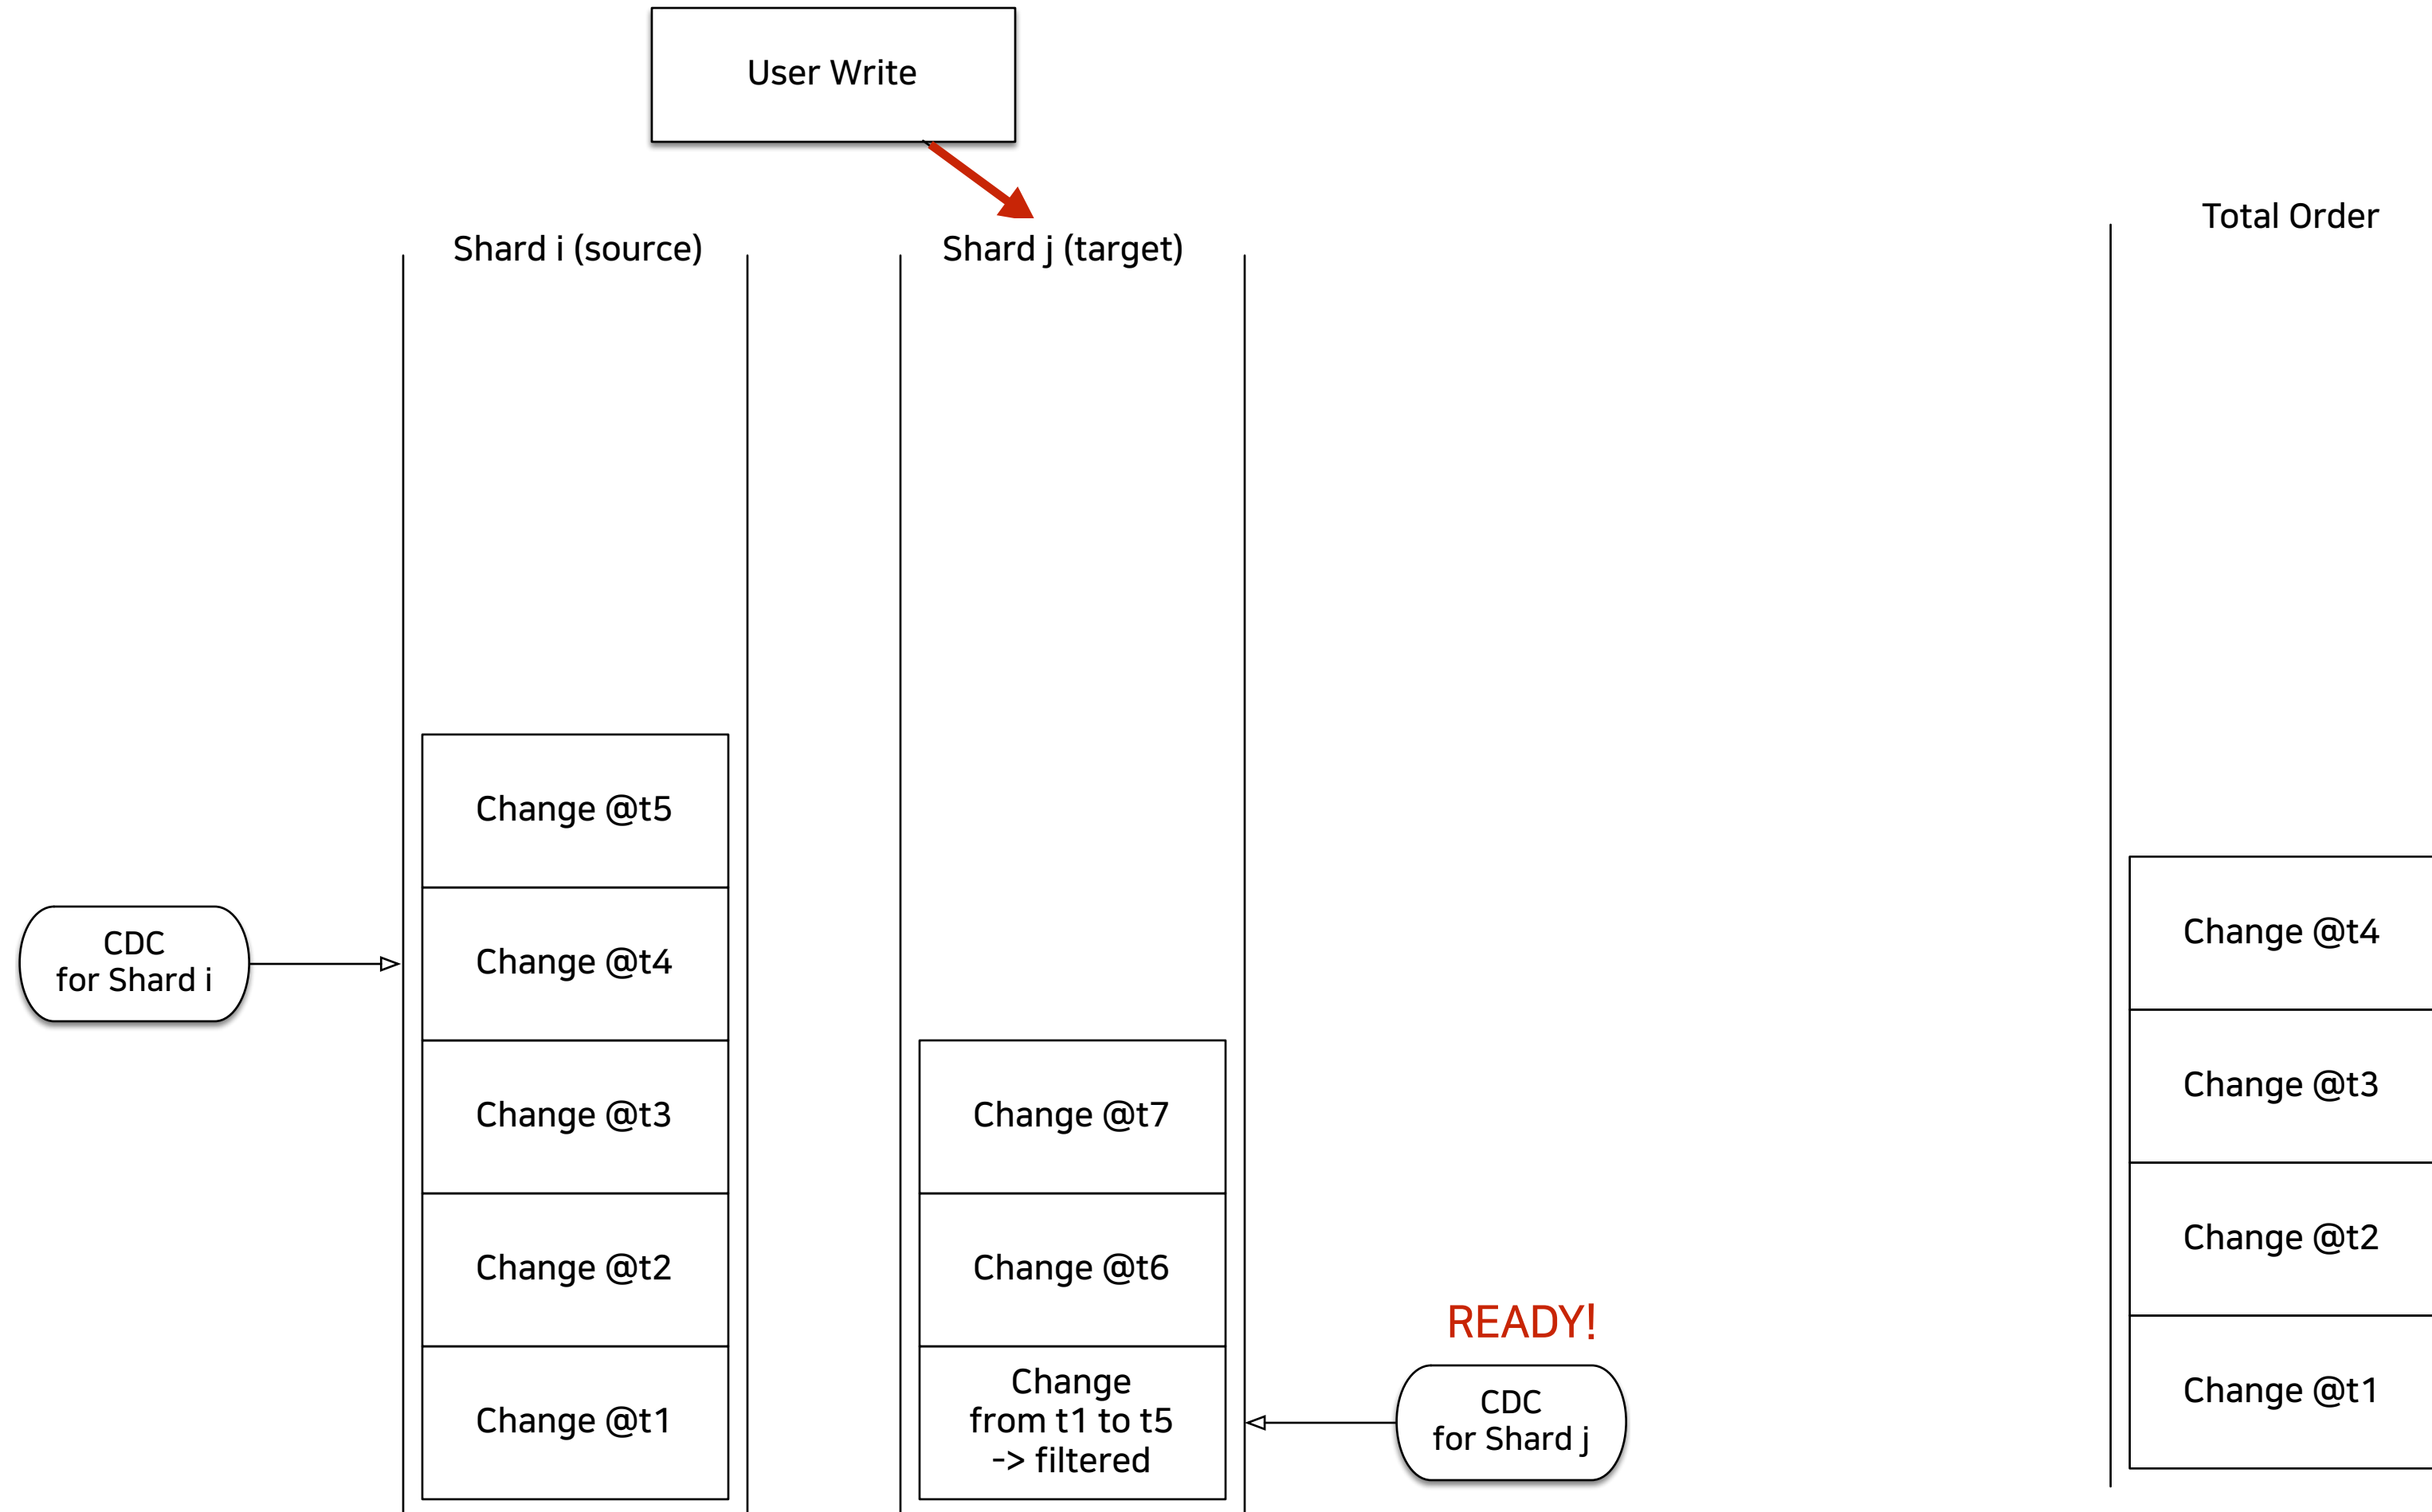 User Write
Shard i (source)
Shard j (target)
Total Order
Change @t5
Change @t4
Change @t3
Change @t2
Change @t1
CDC
for Shard i
Change @t7
Change @t6
Change
from t1 to t5
-> filtered
READY!
CDC
for Shard j
Change @t4
Change @t3
Change @t2
Change @t1